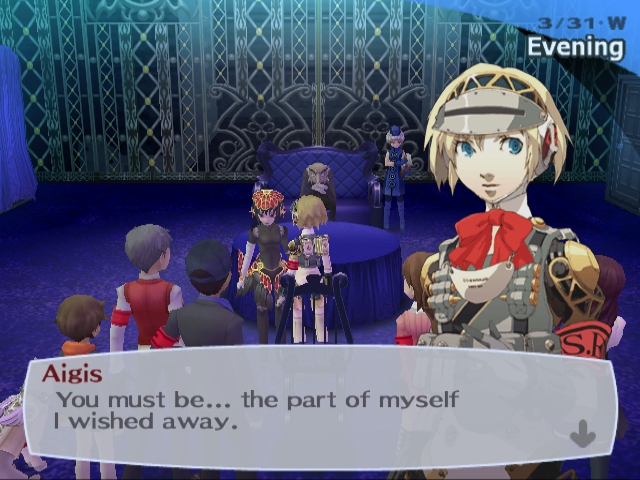 3/31·W
Evening
S.
Aigis
You must be... the part of myself
I wished away.